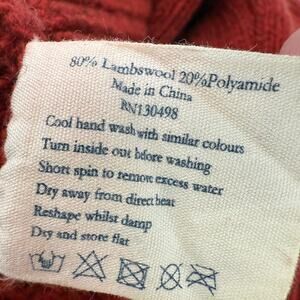 80% Lambswool 20%Polyamide
Made in China
RN130498
Cool hand wash with similar colours
Turn inside out before washing
Short spin to remove excess water
Dry away from direct heat
Reshape whilst damp
Dry and store flat